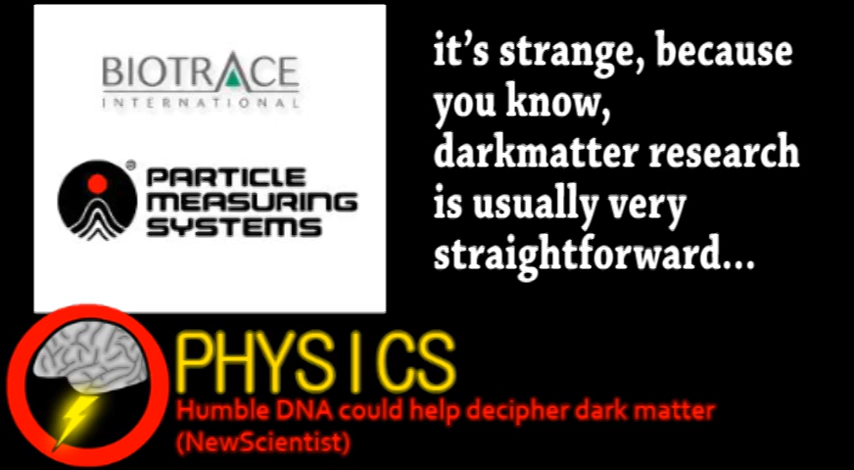 BIOTRACE
INTERNATIONAL
®
PARTICLE
MEASURING
SYSTEMS
it's strange, because
you know,
darkmatter research
is usually very
straightforward...
PHYSICS
Humble DNA could help decipher dark matter
(NewScientist)